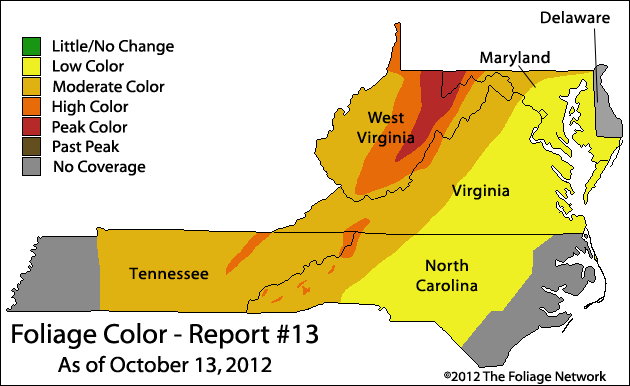 Delaware
Maryland
Little/No Change
Low Color
Moderate Color
High Color
Peak Color
Past Peak
No Coverage
West
Virginia
Virginia
Tennessee
North
Carolina
Foliage Color - Report #13
As of October 13, 2012
©2012 The Foliage Network